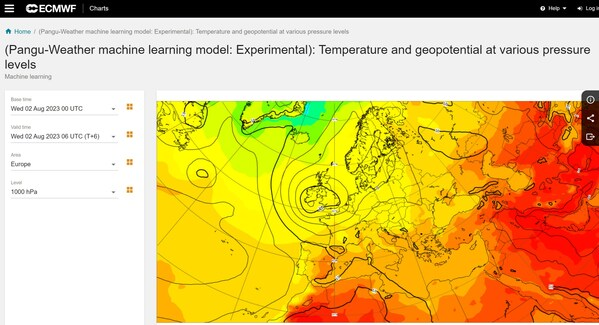 ECMWF
Charts
Help
Log in
Home / (Pangu-Weather machine learning model: Experimental): Temperature and geopotential at various pressure levels
(Pangu-Weather machine learning model: Experimental): Temperature and geopotential at various pressure
levels
Machine learning
Base time
Wed 02 Aug 2023 00 UTC
Valid time
Wed 02 Aug 2023 06 UTC (T+6)
Area
Europe
Level
1000 hPa